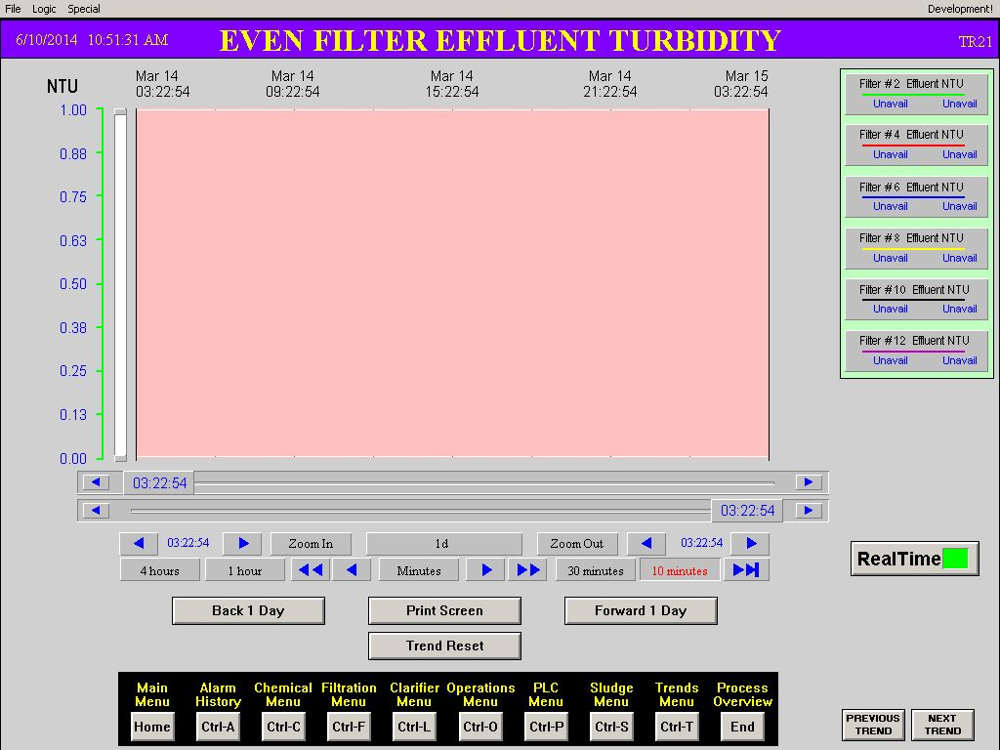 File Logic Special Development!
6/10/2014 10:51:31 AM EVEN FILTER EFFLUENT TURBIDITY TR21
NTU
Mar 14 Mar 14 Mar 14 Mar 14 Mar 15
03:22:54 09:22:54 15:22:54 21:22:54 03:22:54
1.00
0.88
0.75
0.63
0.50
0.38
0.25
0.13
0.00
Filter #2 Effluent NTU
Unavail Unavail
Filter #4 Effluent NTU
Unavail Unavail
Filter #6 Effluent NTU
Unavail Unavail
Filter #8 Effluent NTU
Unavail Unavail
Filter #10 Effluent NTU
Unavail Unavail
Filter #12 Effluent NTU
Unavail Unavail
03:22:54
03:22:54
03:22:54 Zoom In 1d Zoom Out 03:22:54
4 hours 1 hour Minutes 30 minutes 10 minutes
RealTime
Back 1 Day Print Screen Forward 1 Day
Trend Reset
Main Alarm Chemical Filtration Clarifier Operations PLC Sludge Trends Process
Menu History Menu Menu Menu Menu Menu Menu Menu Overview
Home Ctrl-A Ctrl-C Ctrl-F Ctrl-L Ctrl-O Ctrl-P Ctrl-S Ctrl-T End
PREVIOUS NEXT
TREND TREND